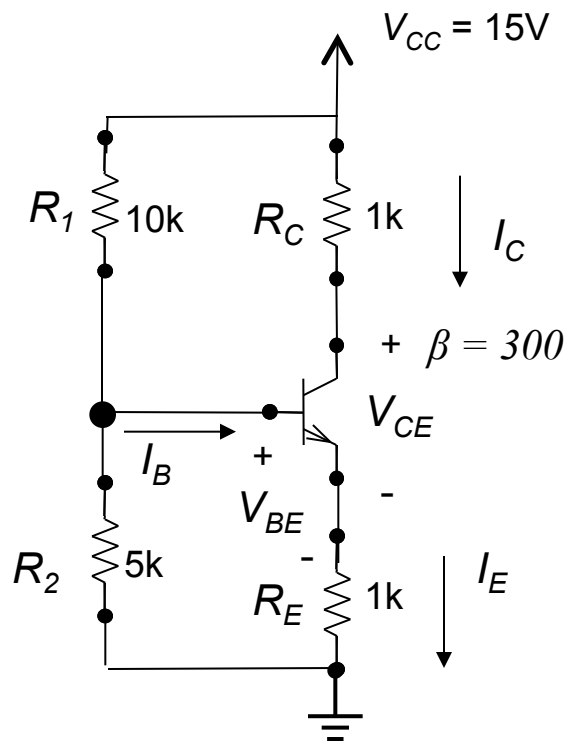 V_CC = 15V
R_1 10k
R_C 1k
I_C
+ β = 300
V_CE
I_B
+
V_BE
-
-
R_2 5k
R_E 1k
I_E